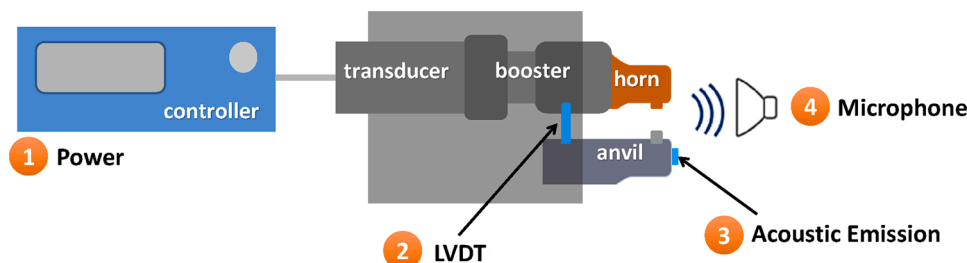 transducer
booster
horn
controller
4 Microphone
1 Power
anvil
3 Acoustic Emission
2 LVDT